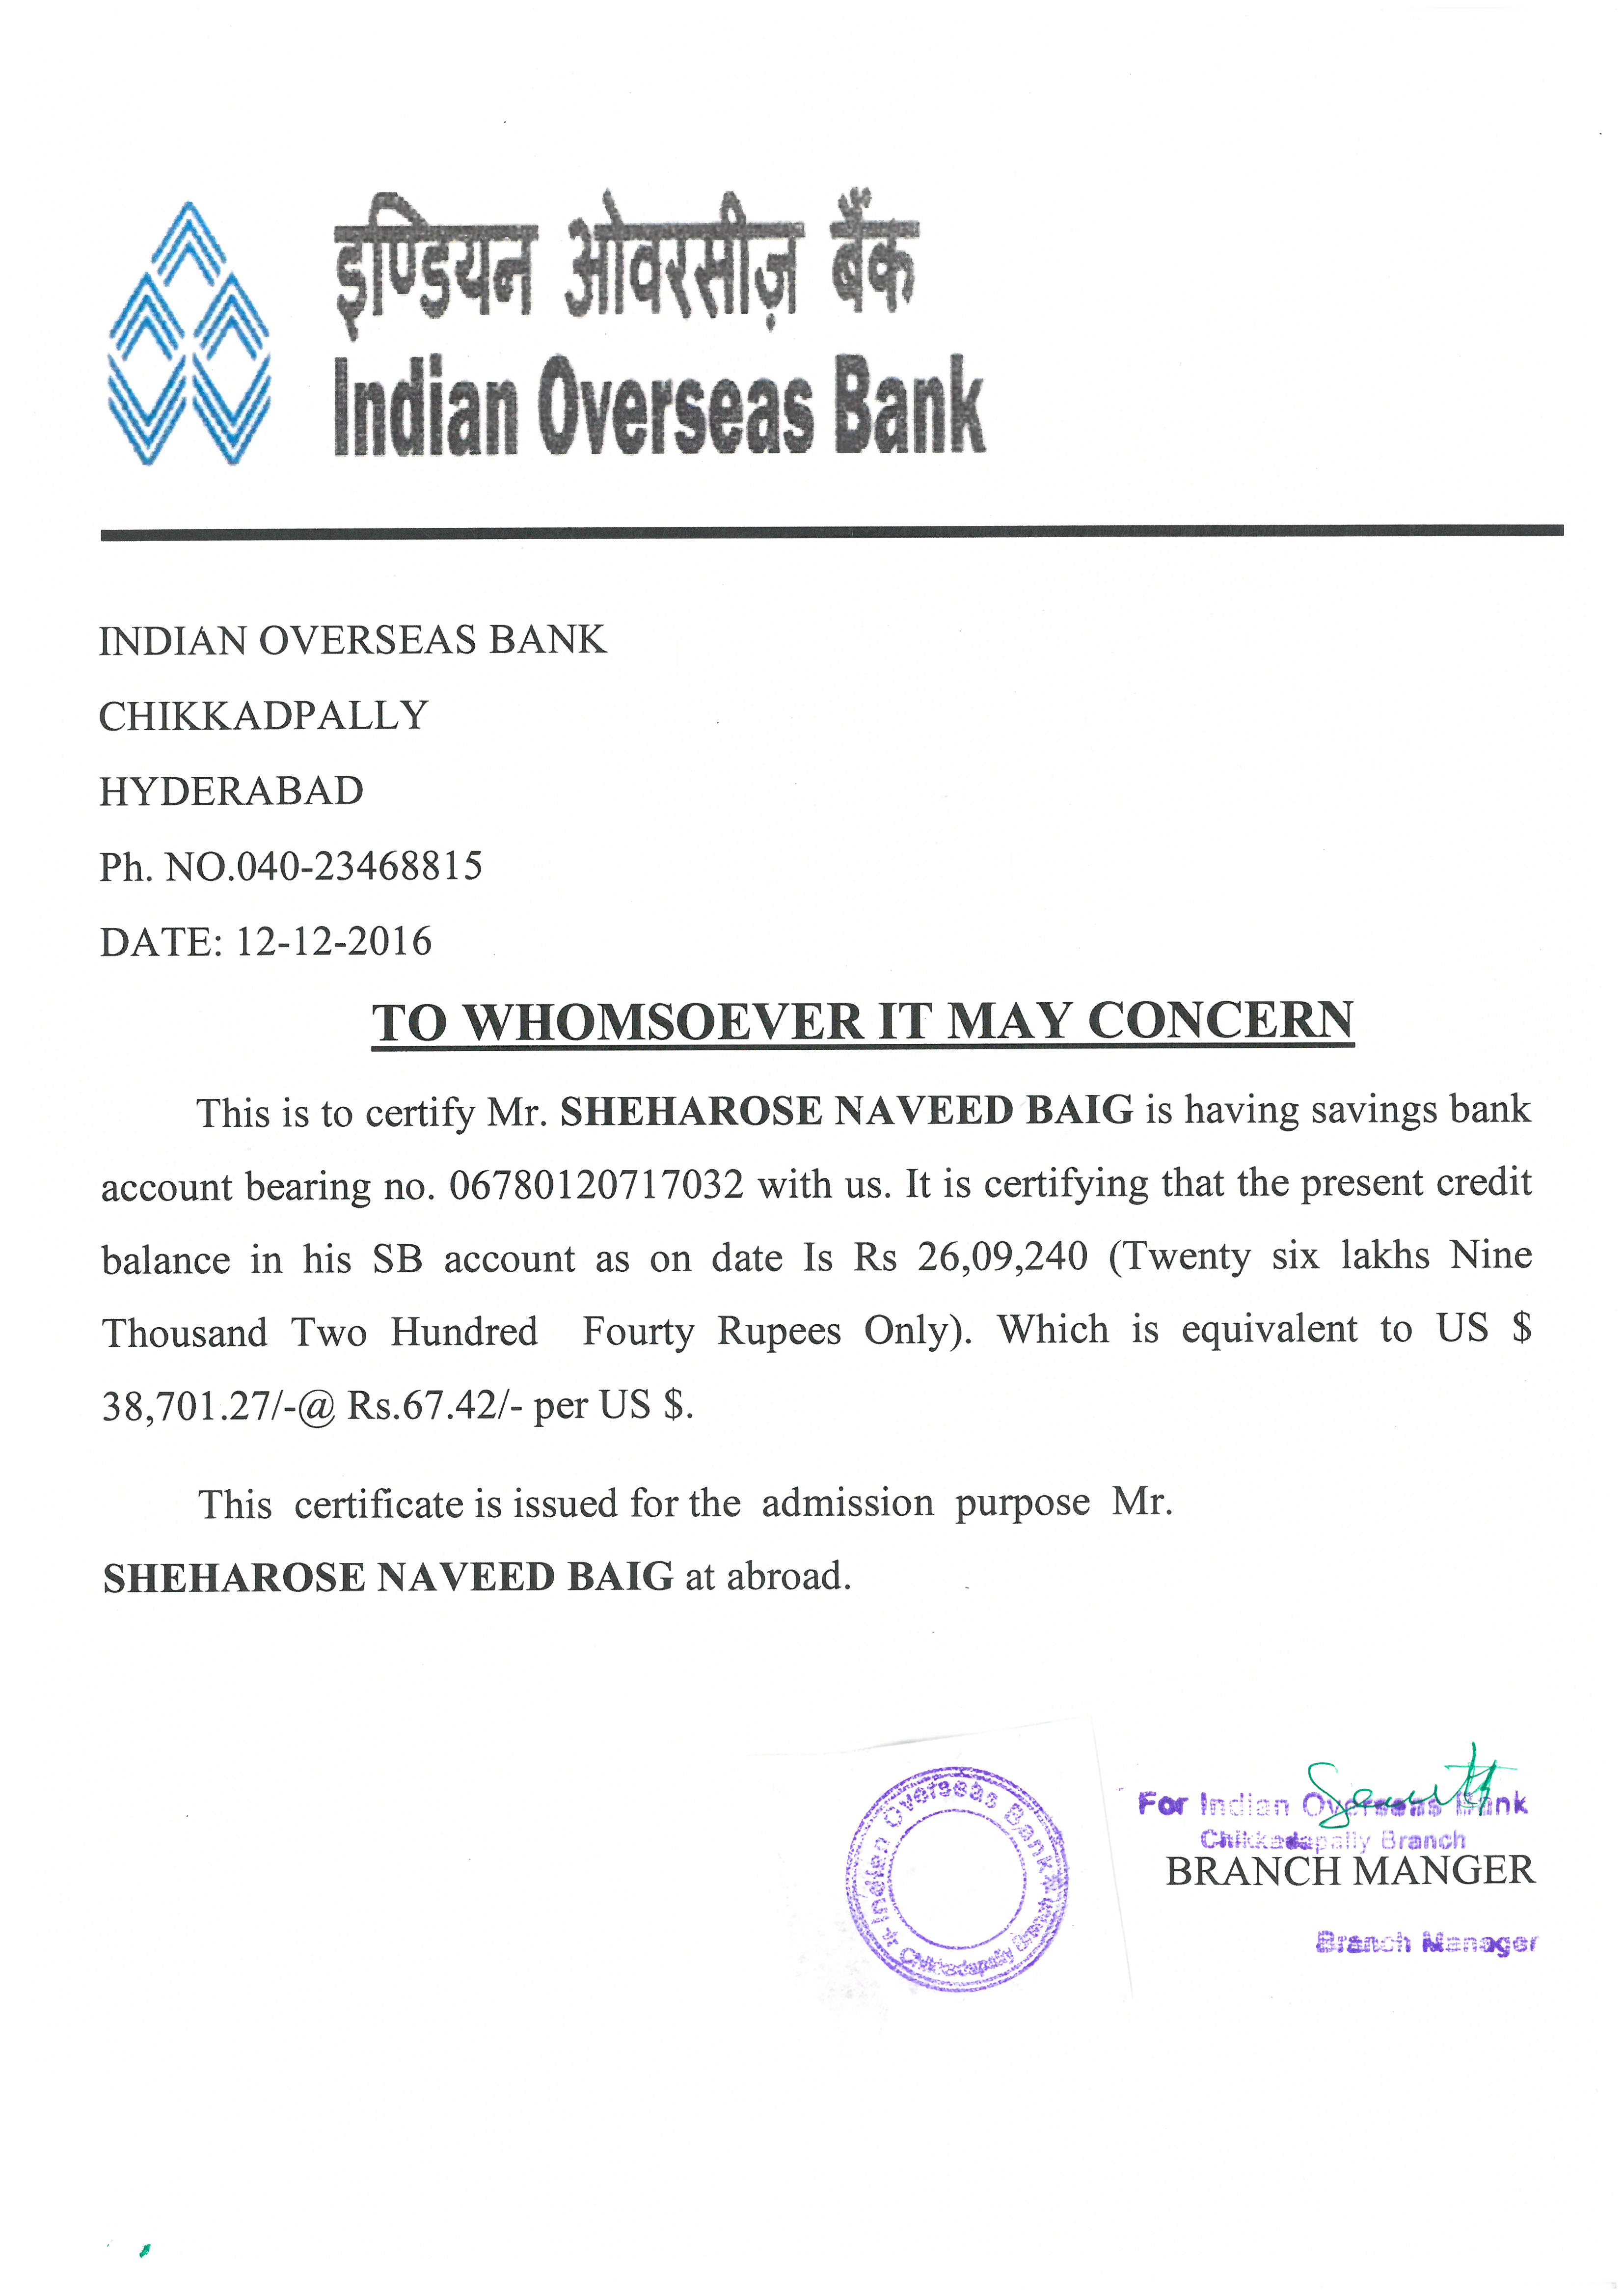 इण्डियन ओवरसीज़ बैंक
Indian Overseas Bank
INDIAN OVERSEAS BANK
CHIKKADPALLY
HYDERABAD
Ph. NO.040-23468815
DATE: 12-12-2016
TO WHOMSOEVER IT MAY CONCERN
This is to certify Mr. SHEHAROSE NAVEED BAIG is having savings bank
account bearing no. 06780120717032 with us. It is certifying that the present credit
balance in his SB account as on date Is Rs 26,09,240 (Twenty six lakhs Nine
Thousand Two Hundred Fourty Rupees Only). Which is equivalent to US $
38,701.27/-@ Rs.67.42/- per US $.
This certificate is issued for the admission purpose Mr.
SHEHAROSE NAVEED BAIG at abroad.
Indian Overseas Bank
Chikkadapally Branch
For Indian Overseas Bank
Chikkadapally Branch
BRANCH MANGER
Branch Manager